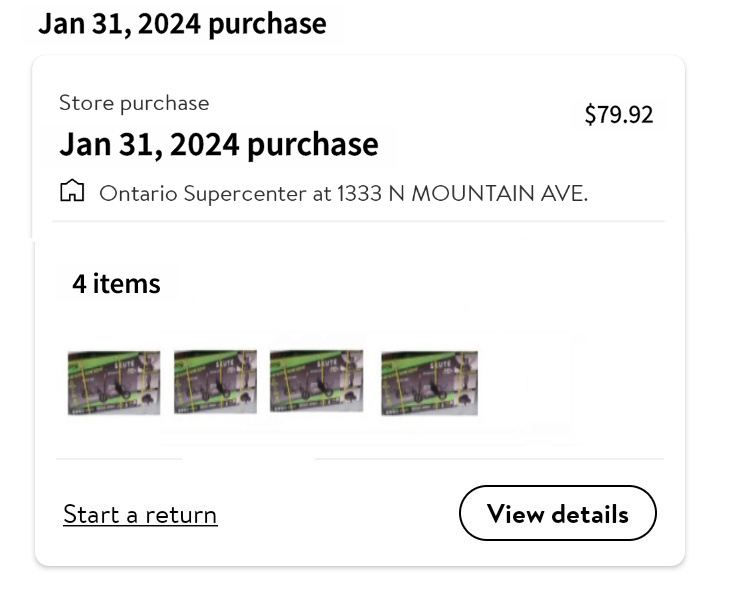 Jan 31, 2024 purchase
Store purchase
$79.92
Jan 31, 2024 purchase
Ontario Supercenter at 1333 N MOUNTAIN AVE.
4 items
Start a return
View details